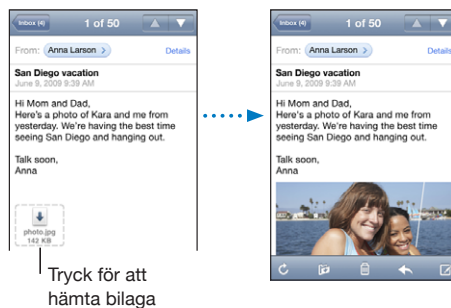 Inbox (4)
1 of 50
From: Anna Larson
Details
San Diego vacation
June 9, 2009 9:39 AM
Hi Mom and Dad,
Here's a photo of Kara and me from
yesterday. We're having the best time
seeing San Diego and hanging out.
Talk soon,
Anna
photo.jpg
142 KB
Tryck för att
hämta bilaga
Inbox (4)
1 of 50
From: Anna Larson
Details
San Diego vacation
June 9, 2009 9:39 AM
Hi Mom and Dad,
Here's a photo of Kara and me from
yesterday. We're having the best time
seeing San Diego and hanging out.
Talk soon,
Anna